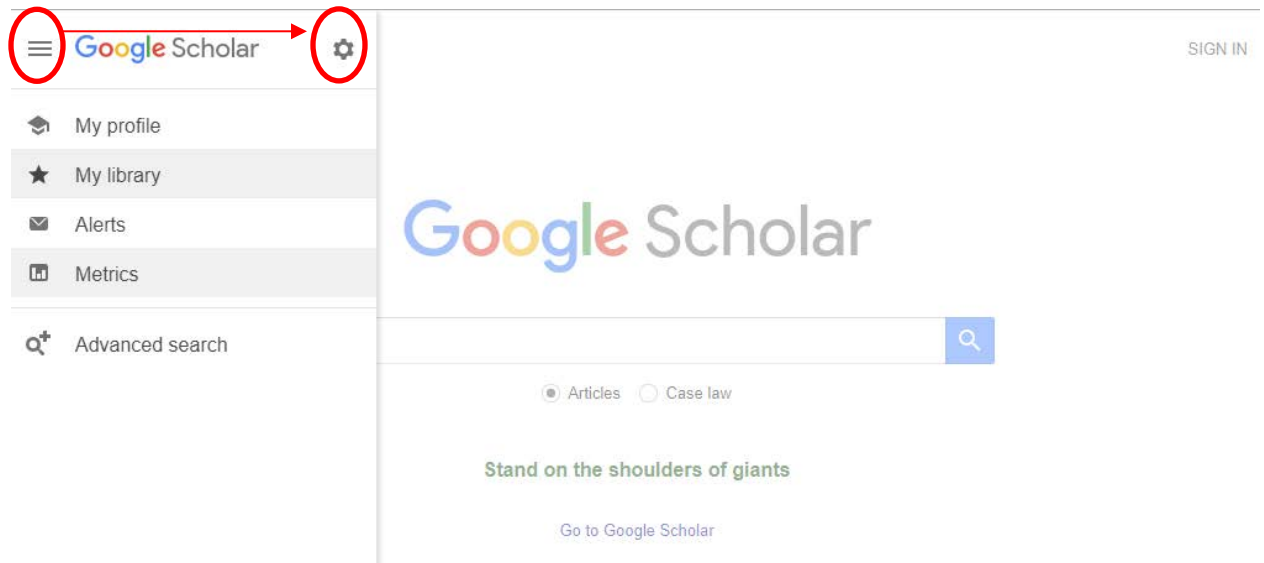 Google Scholar
SIGN IN
My profile
My library
Alerts
Metrics
Advanced search
Google Scholar
Articles
Case law
Stand on the shoulders of giants
Go to Google Scholar